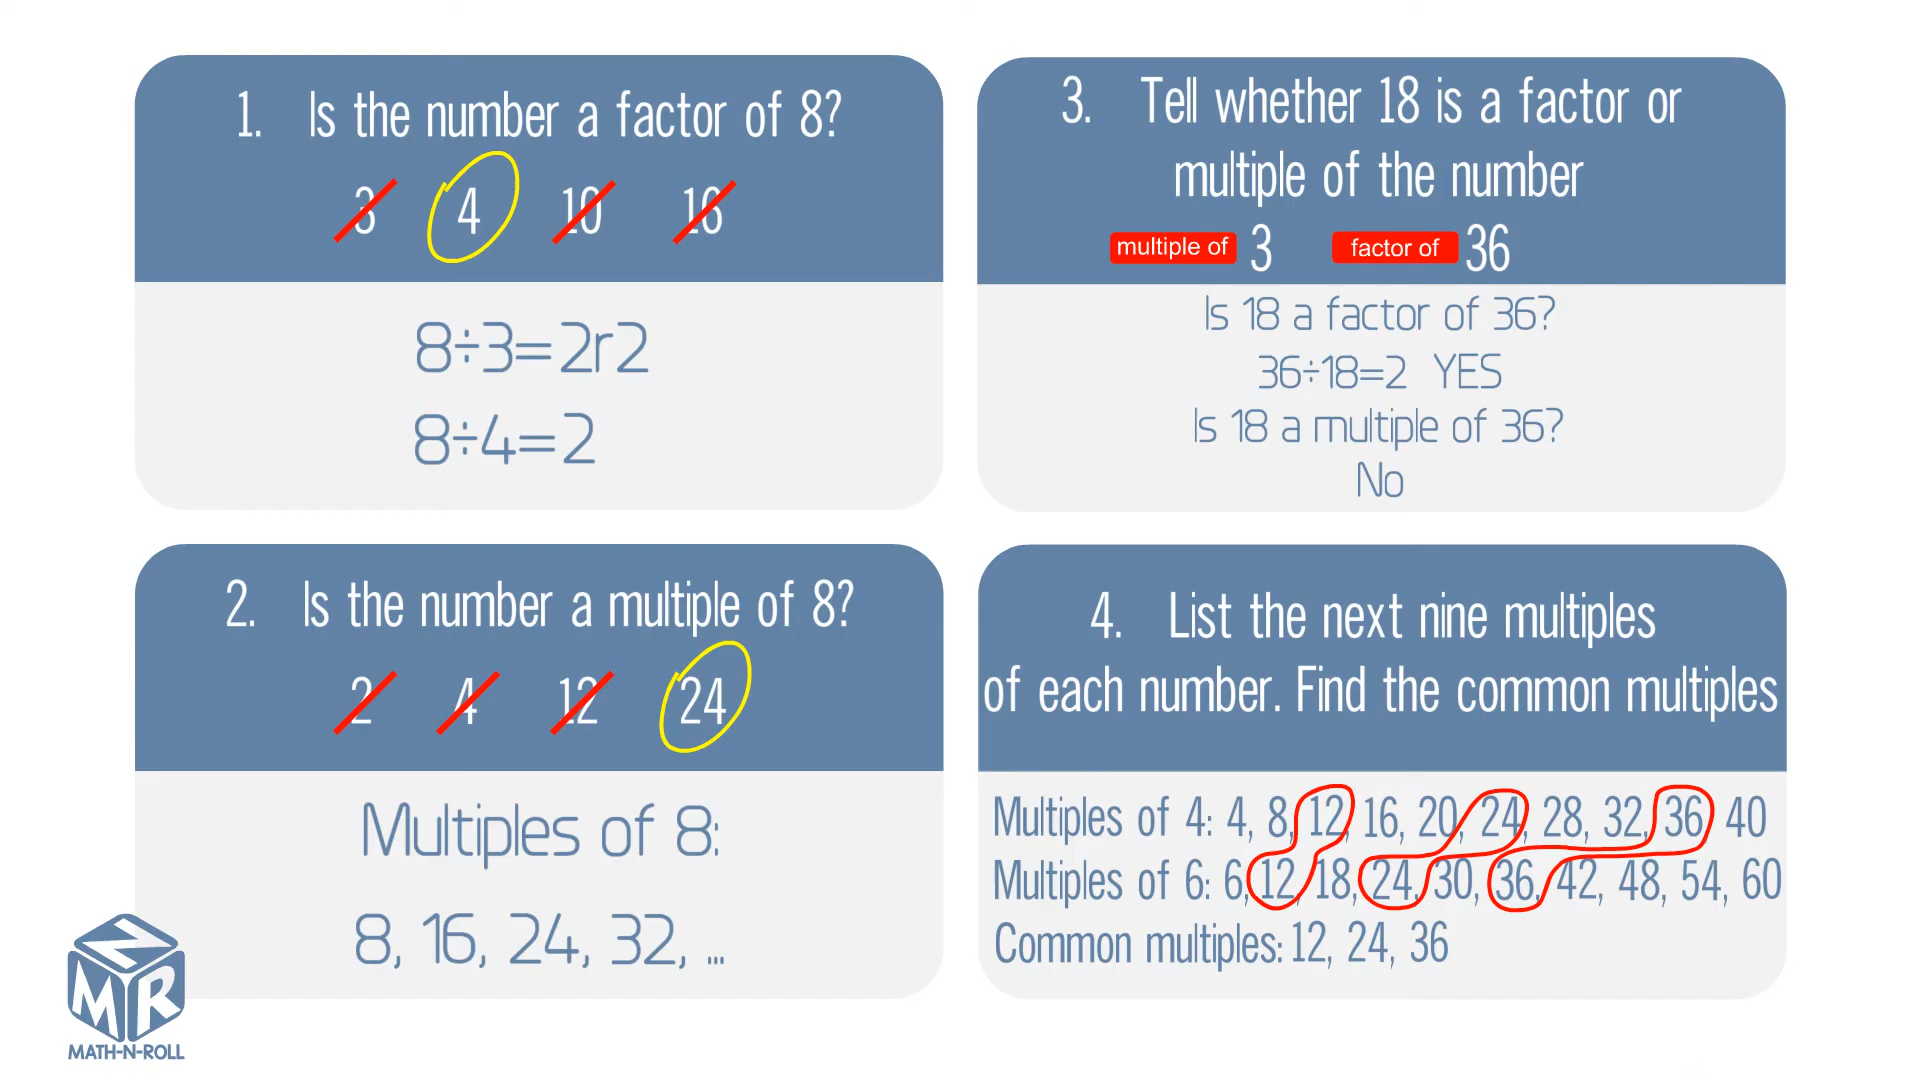 1. Is the number a factor of 8?
3 4 10 16
8÷3=2r2
8÷4=2
2. Is the number a multiple of 8?
2 4 12 24
Multiples of 8:
8, 16, 24, 32, ...
3. Tell whether 18 is a factor or
multiple of the number
multiple of 3 factor of 36
Is 18 a factor of 36?
36÷18=2 YES
Is 18 a multiple of 36?
No
4. List the next nine multiples
of each number. Find the common multiples
Multiples of 4: 4, 8, 12, 16, 20, 24, 28, 32, 36, 40
Multiples of 6: 6, 12, 18, 24, 30, 36, 42, 48, 54, 60
Common multiples: 12, 24, 36
MNR
MATH-N-ROLL